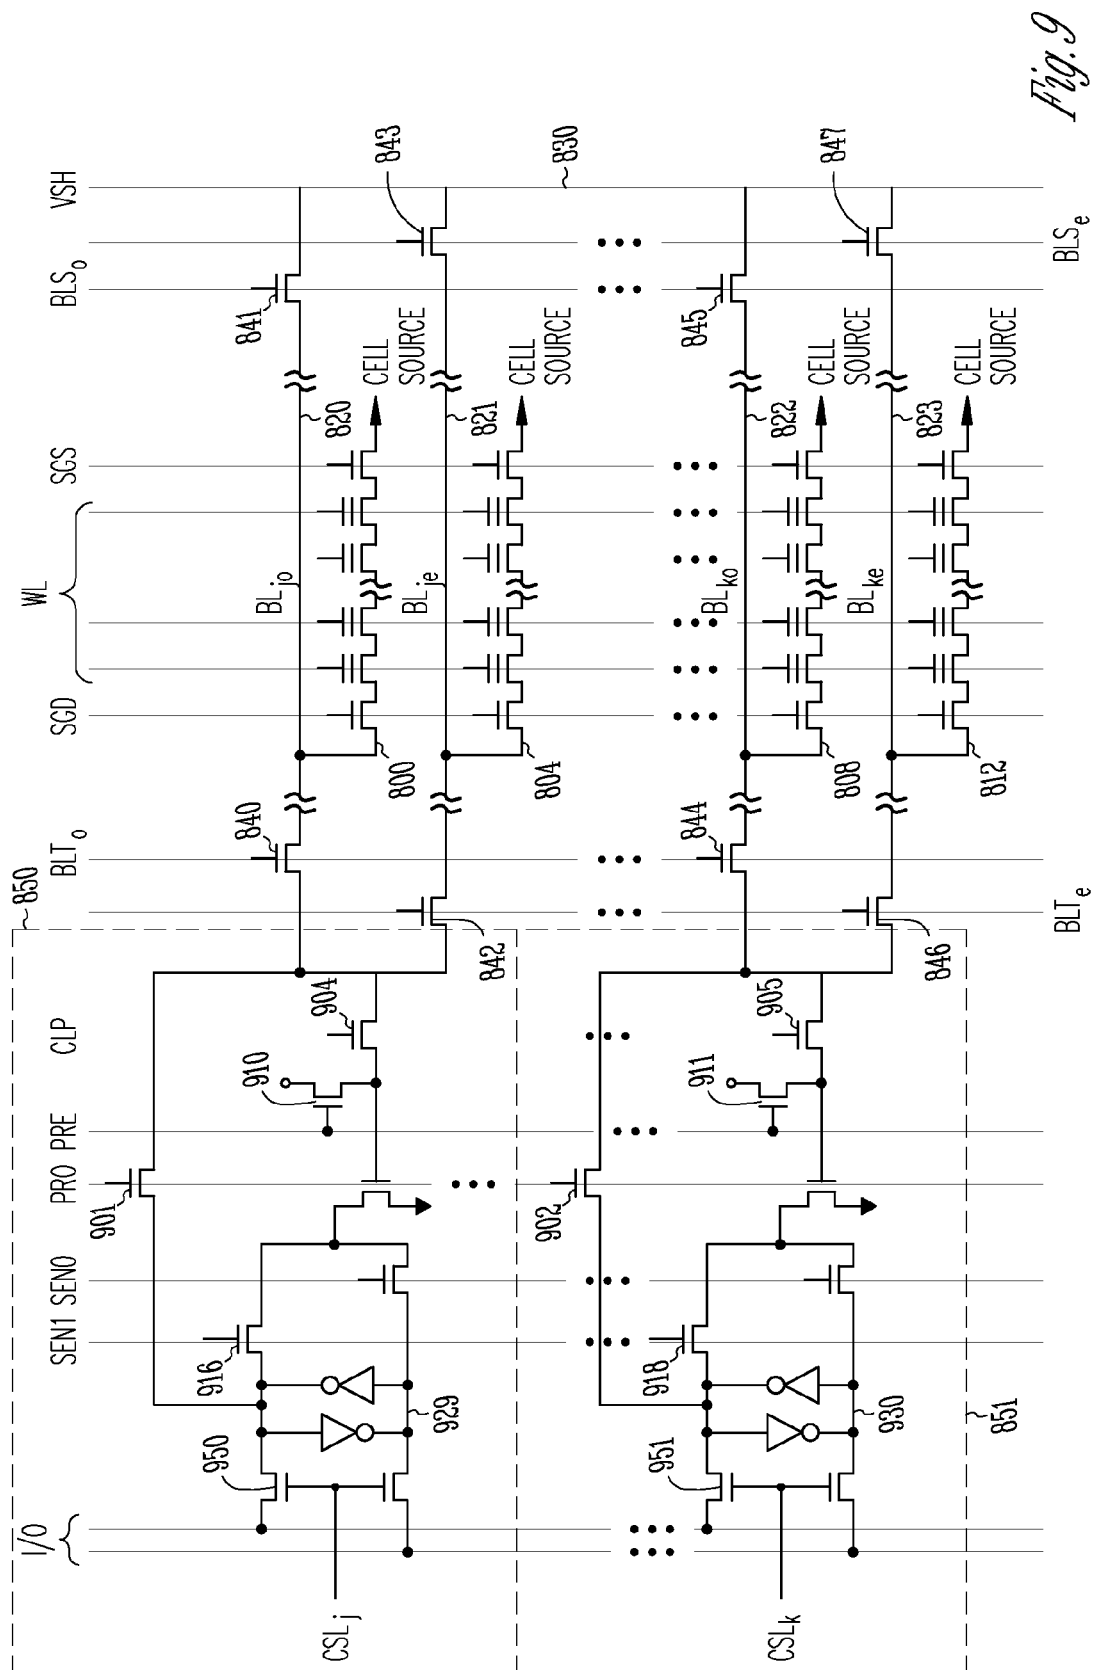 Fig. 9
850
I/O
SEN1
SEN0
PRO
PRE
CLP
BLTo
SGD
WL
SGS
BLSo
VSH
901
910
904
840
841
843
BLjo
820
CELL
SOURCE
800
916
950
929
842
BLje
821
CELL
SOURCE
804
830
CSLj
902
911
905
844
845
847
BLko
822
CELL
SOURCE
808
918
951
930
846
BLke
823
CELL
SOURCE
812
CSLk
851
BLTe
BLSe